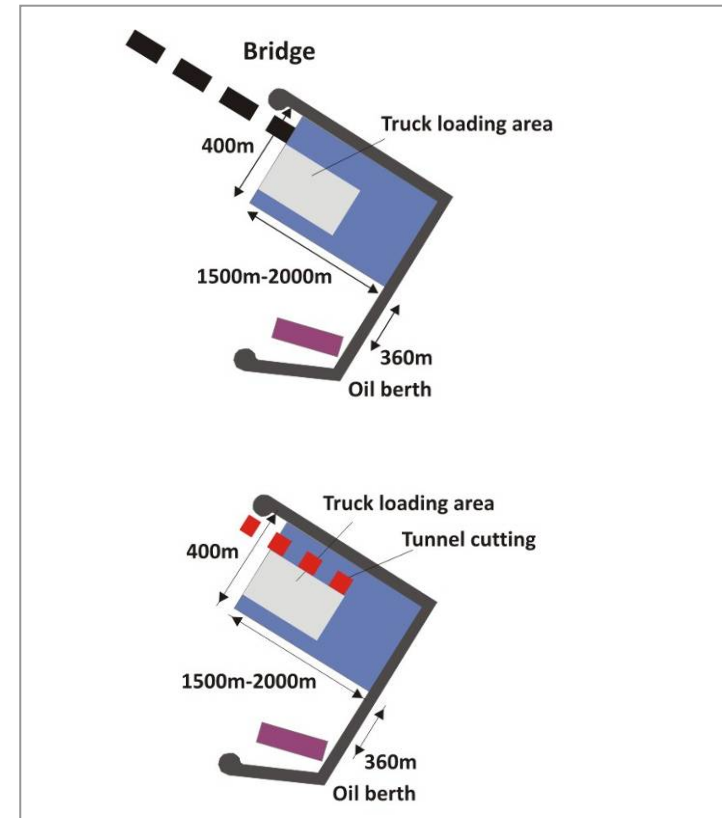 Bridge
Truck loading area
400m
1500m-2000m
360m
Oil berth
Truck loading area
Tunnel cutting
400m
1500m-2000m
360m
Oil berth